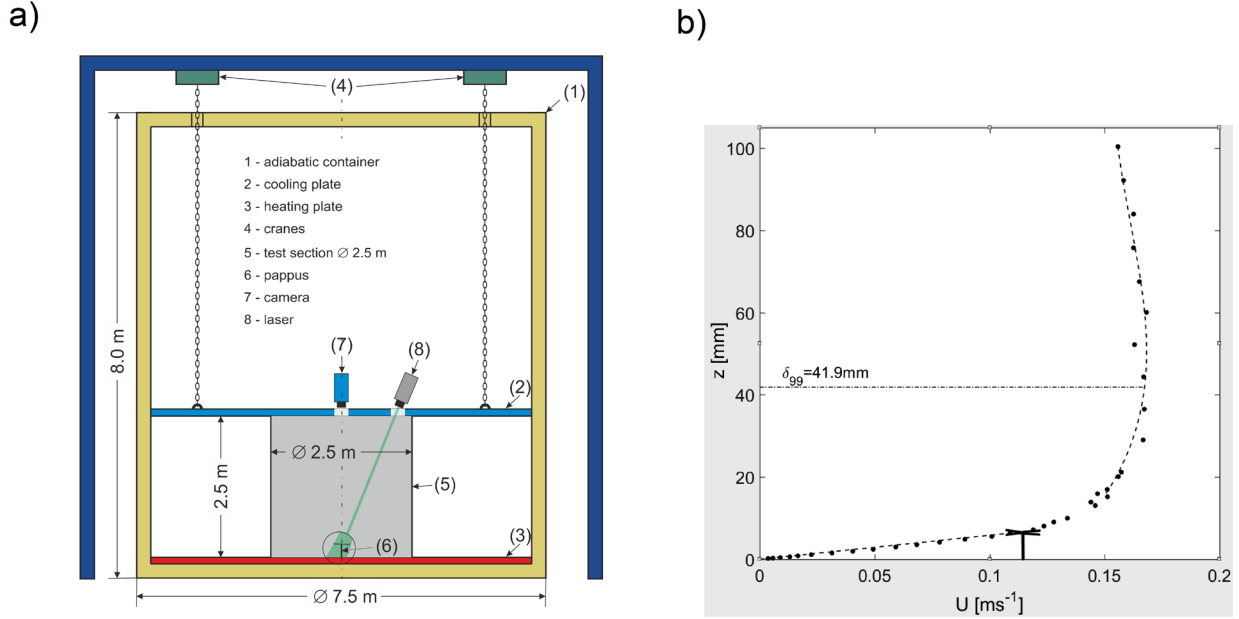 a)
(4)
(1)
1 - adiabatic container
2 - cooling plate
3 - heating plate
4 - cranes
5 - test section ∅ 2.5 m
6 - pappus
7 - camera
8 - laser
8.0 m
(7)
(8)
(2)
∅ 2.5 m
2.5 m
(5)
(6)
(3)
∅ 7.5 m
b)
100
80
60
40
20
0
z [mm]
δ99=41.9mm
0
0.05
0.1
0.15
0.2
U [ms-1]